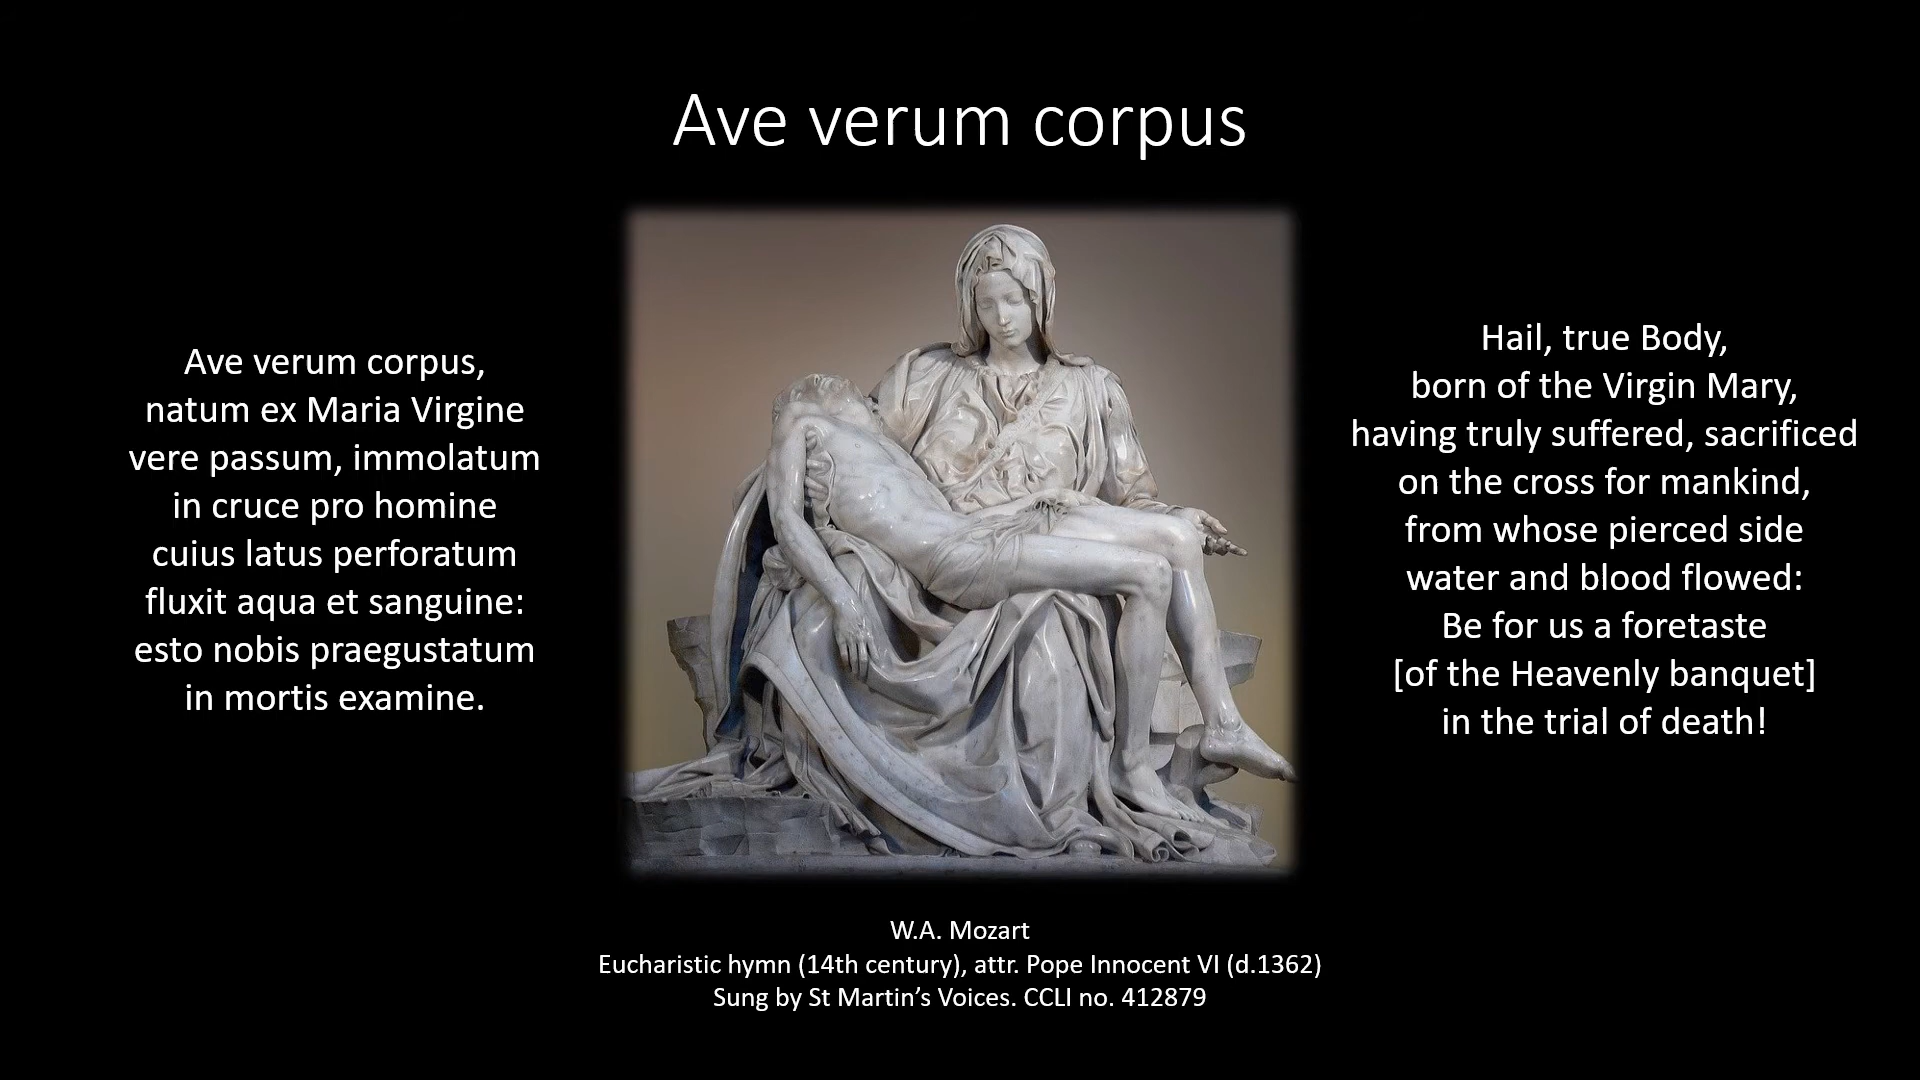 Ave verum corpus
Ave verum corpus,
natum ex Maria Virgine
vere passum, immolatum
in cruce pro homine
cuius latus perforatum
fluxit aqua et sanguine:
esto nobis praegustatum
in mortis examine.
Hail, true Body,
born of the Virgin Mary,
having truly suffered, sacrificed
on the cross for mankind,
from whose pierced side
water and blood flowed:
Be for us a foretaste
[of the Heavenly banquet]
in the trial of death!
W.A. Mozart
Eucharistic hymn (14th century), attr. Pope Innocent VI (d.1362)
Sung by St Martin’s Voices. CCLI no. 412879